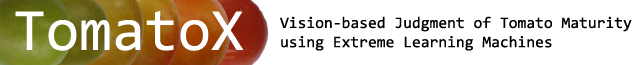 TomatoX
Vision-based Judgment of Tomato Maturity
using Extreme Learning Machines